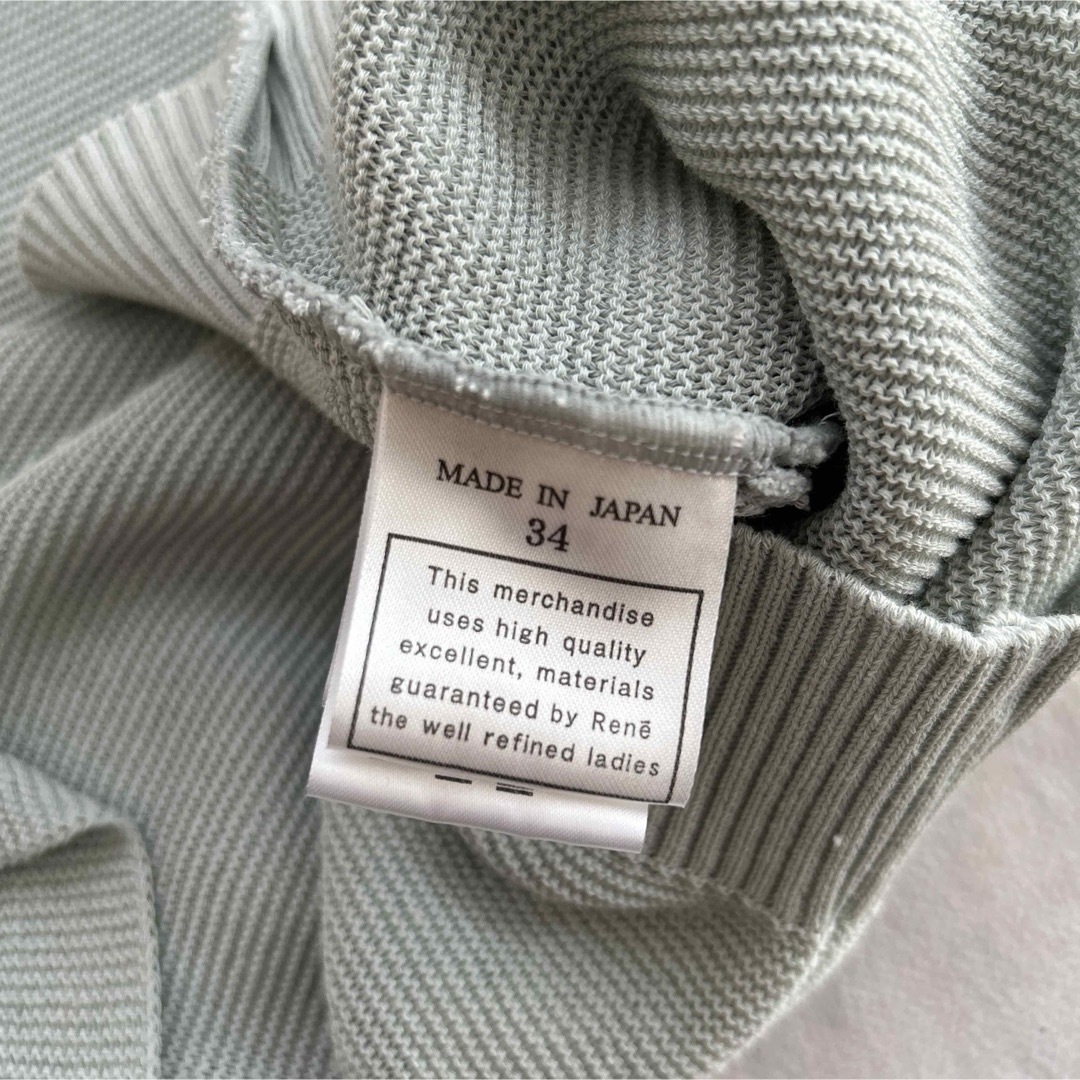 MADE IN JAPAN
34
This merchandise
uses high quality
excellent, materials
guaranteed by Renē
the well refined ladies